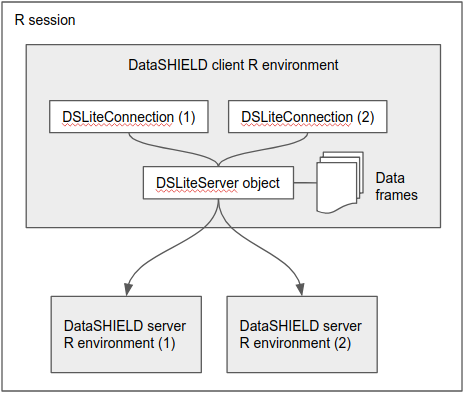 R session
DataSHIELD client R environment
DSLiteConnection (1)
DSLiteConnection (2)
DSLiteServer object
Data
frames
DataSHIELD server
R environment (1)
DataSHIELD server
R environment (2)